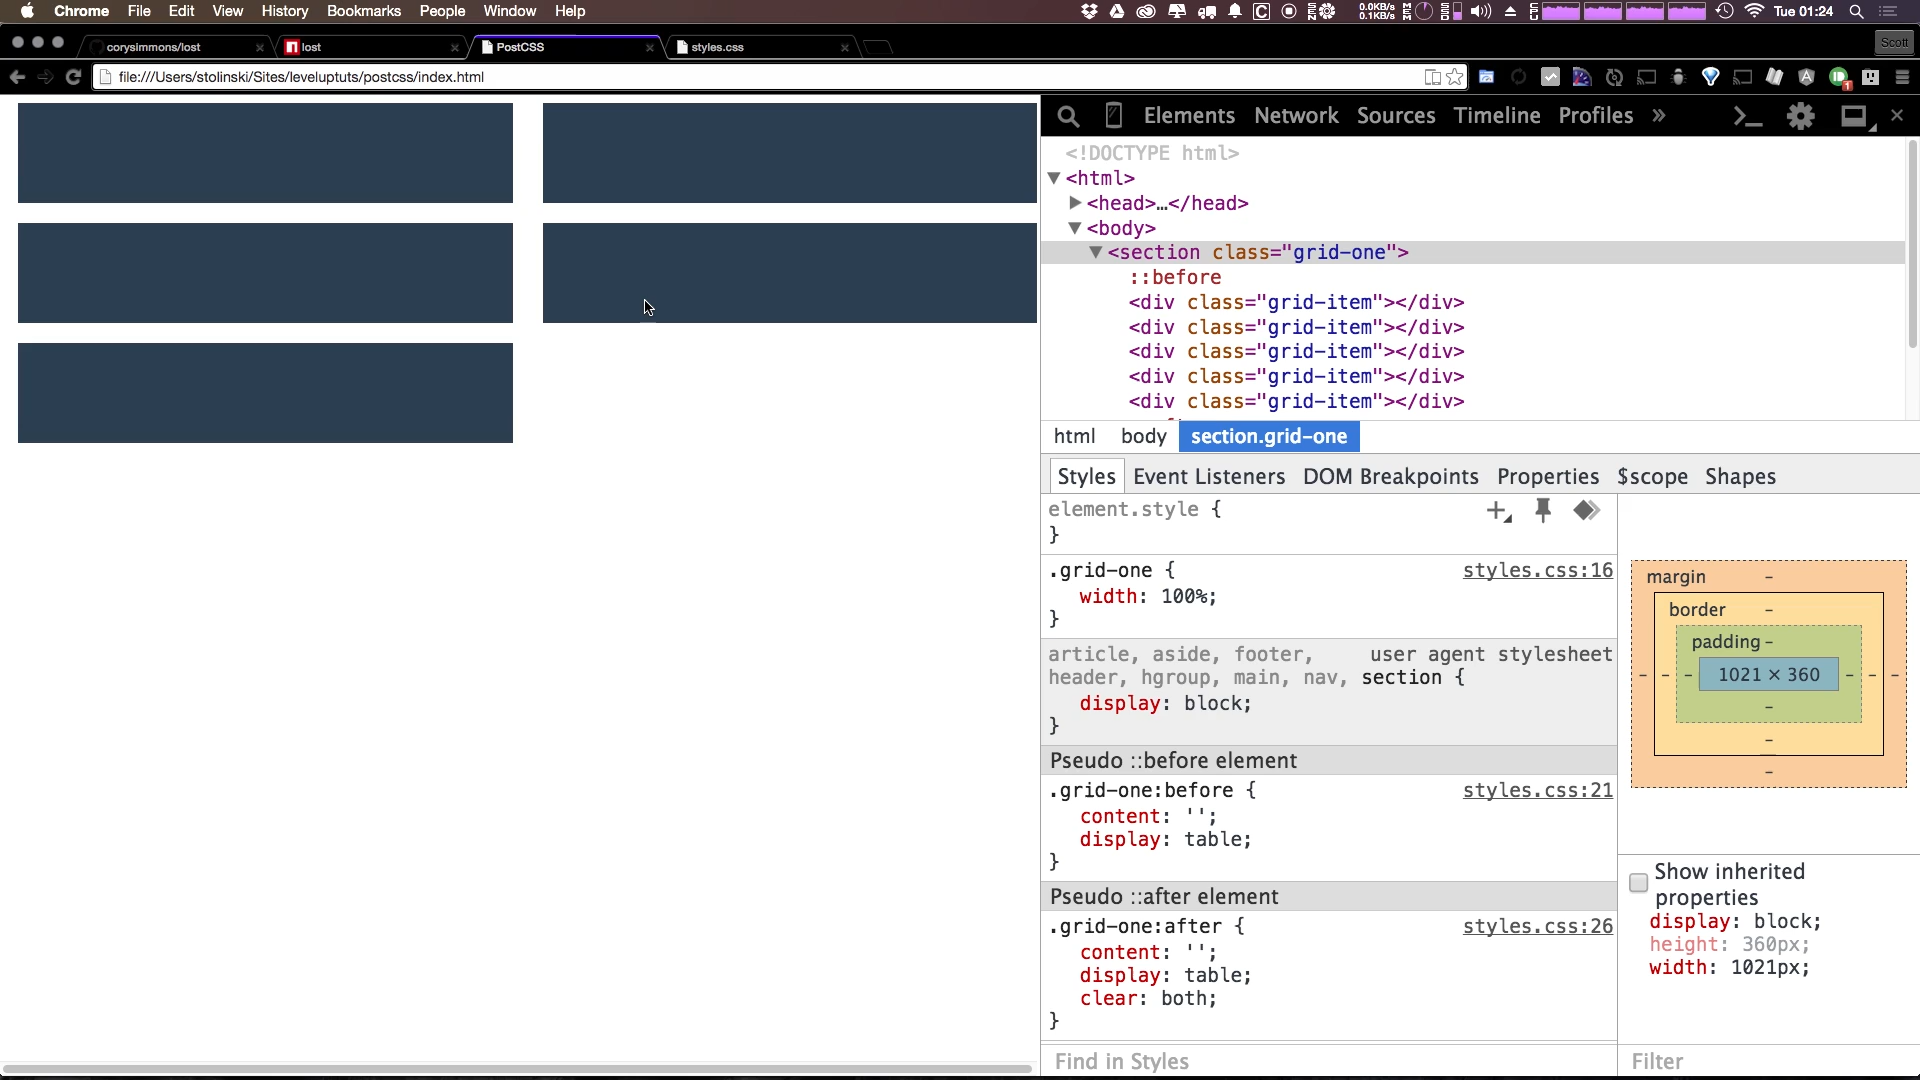 Chrome File Edit View History Bookmarks People Window Help 0.0KB/s 0.1KB/s Tue 01:24
corysimmons/lost lost PostCSS styles.css Scott
file:///Users/stolinski/Sites/leveluptuts/postcss/index.html
Elements Network Sources Timeline Profiles »
<!DOCTYPE html>
<html>
<head>…</head>
<body>
<section class="grid-one">
::before
<div class="grid-item"></div>
<div class="grid-item"></div>
<div class="grid-item"></div>
<div class="grid-item"></div>
<div class="grid-item"></div>
html body section.grid-one
Styles Event Listeners DOM Breakpoints Properties $scope Shapes
element.style {
}
.grid-one { styles.css:16
width: 100%;
}
article, aside, footer, user agent stylesheet
header, hgroup, main, nav, section {
display: block;
}
Pseudo ::before element
.grid-one:before { styles.css:21
content: '';
display: table;
}
Pseudo ::after element
.grid-one:after { styles.css:26
content: '';
display: table;
clear: both;
}
Find in Styles
margin -
border -
padding -
- - - 1021 × 360 - - -
-
-
-
Show inherited
properties
display: block;
height: 360px;
width: 1021px;
Filter